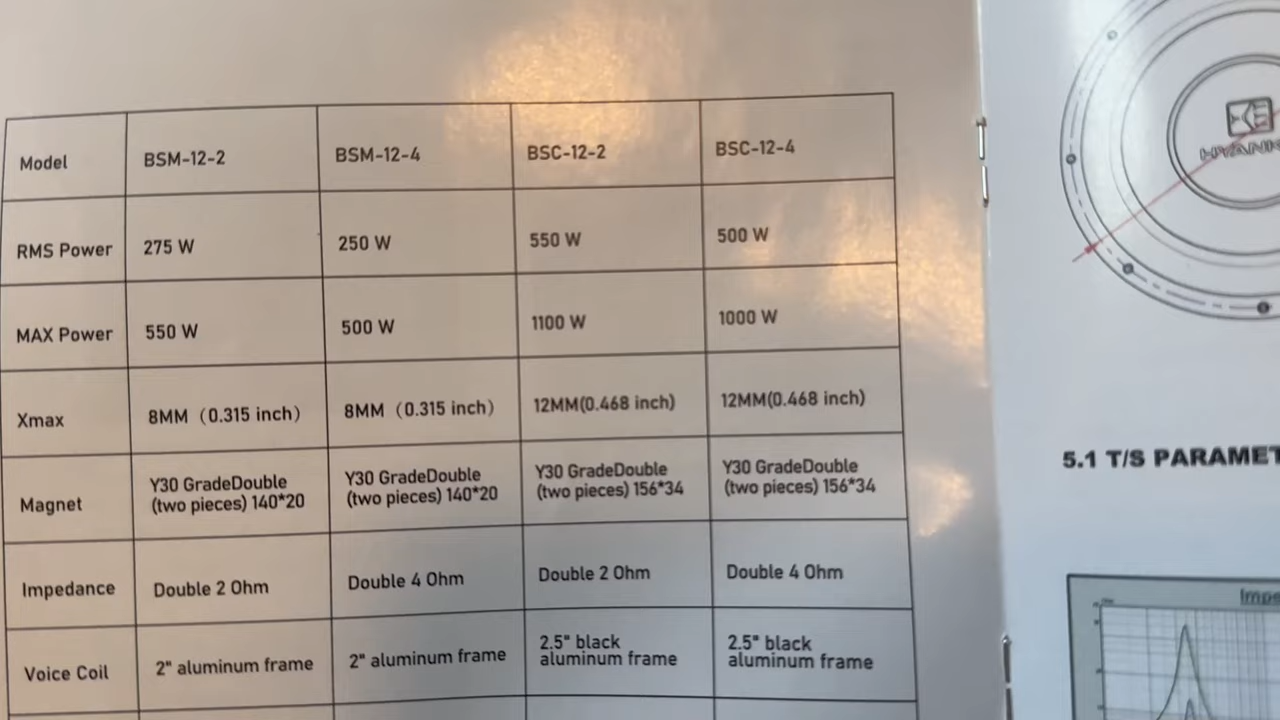 Model BSM-12-2 BSM-12-4 BSC-12-2 BSC-12-4
RMS Power 275 W 250 W 550 W 500 W
MAX Power 550 W 500 W 1100 W 1000 W
Xmax 8MM（0.315 inch） 8MM（0.315 inch） 12MM(0.468 inch) 12MM(0.468 inch)
Magnet Y30 GradeDouble Y30 GradeDouble Y30 GradeDouble Y30 GradeDouble
(two pieces) 140*20 (two pieces) 140*20 (two pieces) 156*34 (two pieces) 156*34
Impedance Double 2 Ohm Double 4 Ohm Double 2 Ohm Double 4 Ohm
Voice Coil 2" aluminum frame 2" aluminum frame 2.5" black 2.5" black
aluminum frame aluminum frame
HYANK
5.1 T/S PARAMET
Impe